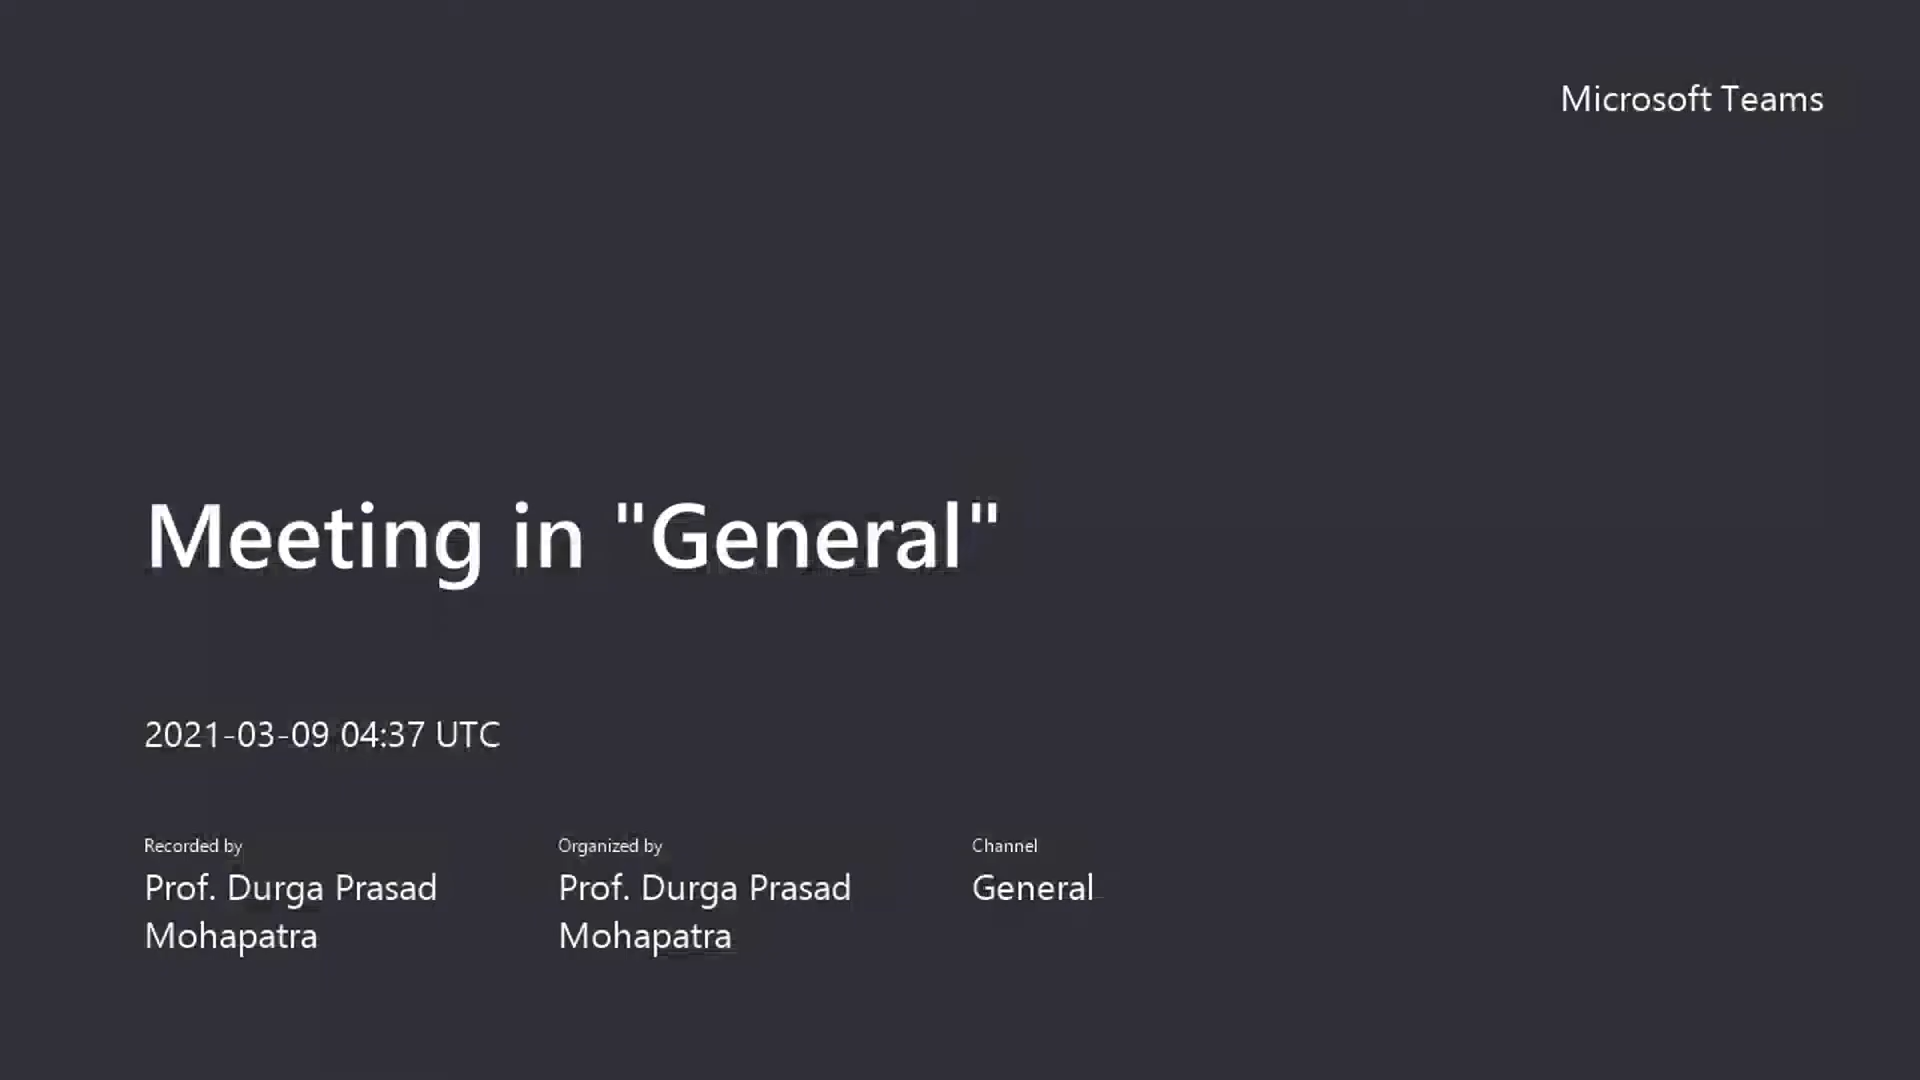 Microsoft Teams
Meeting in "General"
2021-03-09 04:37 UTC
Recorded by
Prof. Durga Prasad
Mohapatra
Organized by
Prof. Durga Prasad
Mohapatra
Channel
General